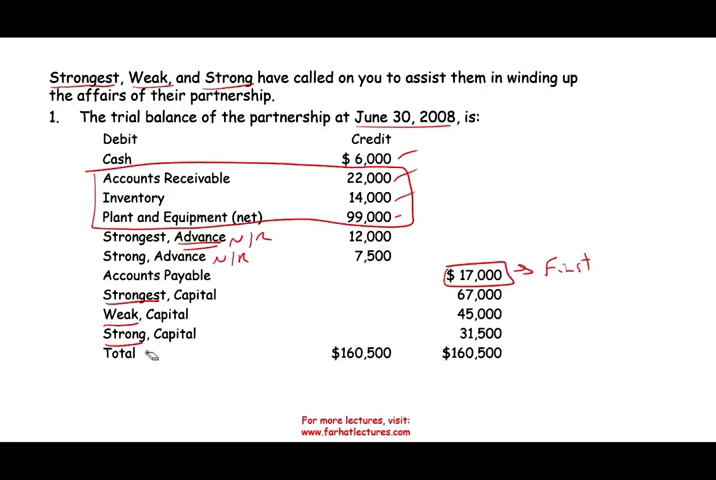 Strongest, Weak, and Strong have called on you to assist them in winding up
the affairs of their partnership.
1. The trial balance of the partnership at June 30, 2008, is:
Debit Credit
Cash $ 6,000
Accounts Receivable 22,000
Inventory 14,000
Plant and Equipment (net) 99,000
Strongest, Advance N/R 12,000
Strong, Advance N/R 7,500
Accounts Payable $ 17,000 → First
Strongest, Capital 67,000
Weak, Capital 45,000
Strong, Capital 31,500
Total $160,500 $160,500
For more lectures, visit:
www.farhatlectures.com